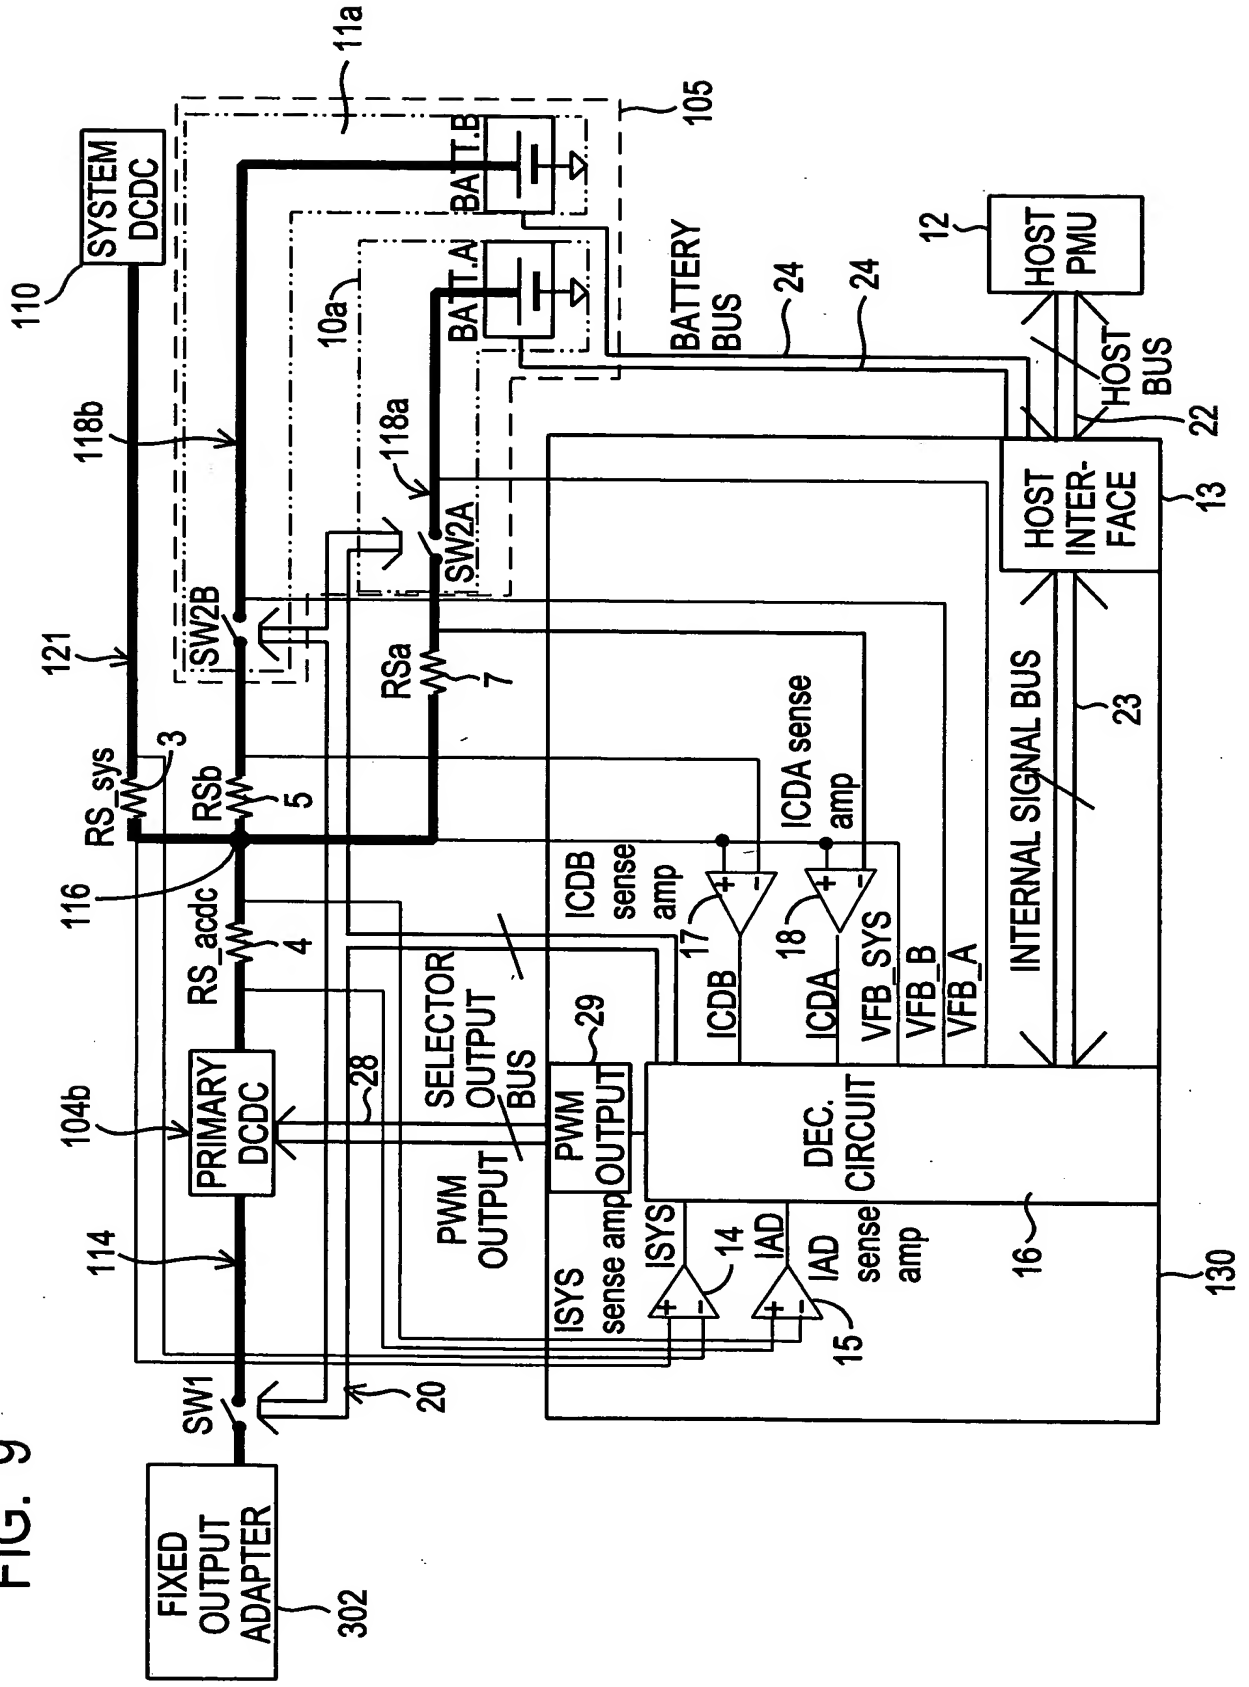 FIG. 9
FIXED
OUTPUT
ADAPTER
302
SW1
20
114
104b
PRIMARY
DCDC
28
PWM
OUTPUT
SELECTOR
OUTPUT
BUS
RS_acdc
4
116
RS_sys
3
RSb
5
121
SW2B
RSa
7
SW2A
118b
118a
110
SYSTEM
DCDC
10a
11a
BATT.A
BATT.B
105
BATTERY
BUS
24
24
12
HOST
PMU
HOST
BUS
22
HOST
INTER-
FACE
13
INTERNAL SIGNAL BUS
23
ICDB
sense
amp
ICDA sense
amp
+
-
17
+
-
18
ICDB
ICDA
VFB_SYS
VFB_B
VFB_A
29
PWM
OUTPUT
DEC.
CIRCUIT
16
ISYS
sense amp
ISYS
+
-
14
IAD
IAD
sense
amp
+
-
15
130